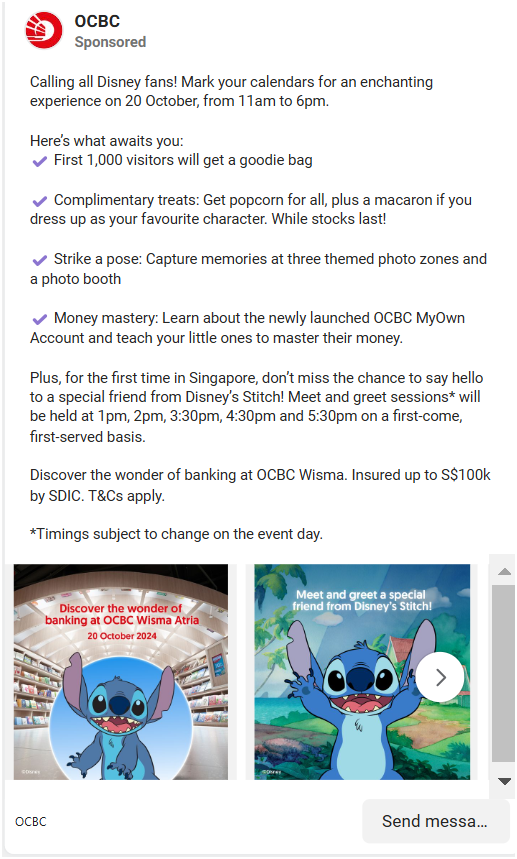 OCBC
Sponsored
Calling all Disney fans! Mark your calendars for an enchanting
experience on 20 October, from 11am to 6pm.
Here's what awaits you:
✔ First 1,000 visitors will get a goodie bag
✔ Complimentary treats: Get popcorn for all, plus a macaron if you
dress up as your favourite character. While stocks last!
✔ Strike a pose: Capture memories at three themed photo zones and
a photo booth
✔ Money mastery: Learn about the newly launched OCBC MyOwn
Account and teach your little ones to master their money.
Plus, for the first time in Singapore, don't miss the chance to say hello
to a special friend from Disney's Stitch! Meet and greet sessions* will
be held at 1pm, 2pm, 3:30pm, 4:30pm and 5:30pm on a first-come,
first-served basis.
Discover the wonder of banking at OCBC Wisma. Insured up to S$100k
by SDIC. T&Cs apply.
*Timings subject to change on the event day.
Discover the wonder of
banking at OCBC Wisma Atria
20 October 2024
©Disney
Meet and greet a special
friend from Disney's Stitch!
©Disney
OCBC
Send messa...